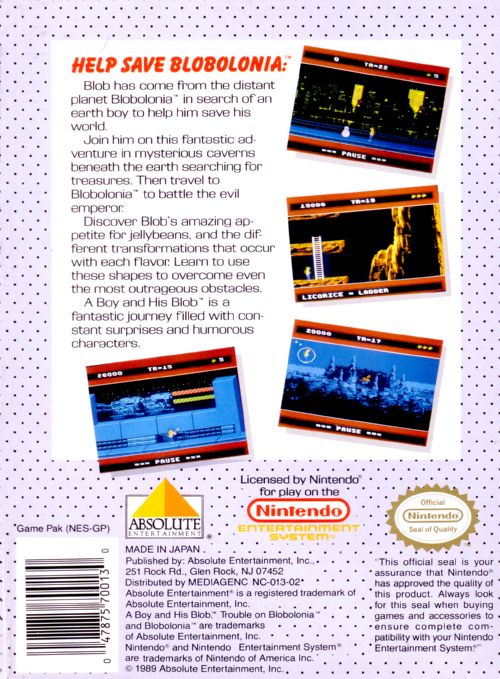 HELP SAVE BLOBOLONIA:™
Blob has come from the distant
planet Blobolonia™ in search of an
earth boy to help him save his
world.
Join him on this fantastic ad-
venture in mysterious caverns
beneath the earth searching for
treasures. Then travel to
Blobolonia™ to battle the evil
emperor.
Discover Blob's amazing ap-
petite for jellybeans, and the dif-
ferent transformations that occur
with each flavor. Learn to use
these shapes to overcome even
the most outrageous obstacles.
A Boy and His Blob™ is a
fantastic journey filled with con-
stant surprises and humorous
characters.
0 TR=22 5
=== PAUSE ===
15000 TR=18
LICORICE = LADDER
20000 TR=17
=== PAUSE ===
26000 TR=15 5
=== PAUSE ===
*Game Pak (NES-GP)
ABSOLUTE®
ENTERTAINMENT
Licensed by Nintendo®
for play on the
Nintendo
ENTERTAINMENT
SYSTEM®
Official
Nintendo
Seal of Quality
MADE IN JAPAN
Published by: Absolute Entertainment, Inc.,
251 Rock Rd., Glen Rock, NJ 07452
Distributed by MEDIAGENC NC-013-02*
Absolute Entertainment® is a registered trademark of
Absolute Entertainment, Inc.
A Boy and His Blob,™ Trouble on Blobolonia™
and Blobolonia™ are trademarks
of Absolute Entertainment, Inc.
Nintendo® and Nintendo Entertainment System®
are trademarks of Nintendo of America Inc.
© 1989 Absolute Entertainment, Inc.
"This official seal is your
assurance that Nintendo®
has approved the quality of
this product. Always look
for this seal when buying
games and accessories to
ensure complete com-
patibility with your Nintendo
Entertainment System."
0 47875 70013 0